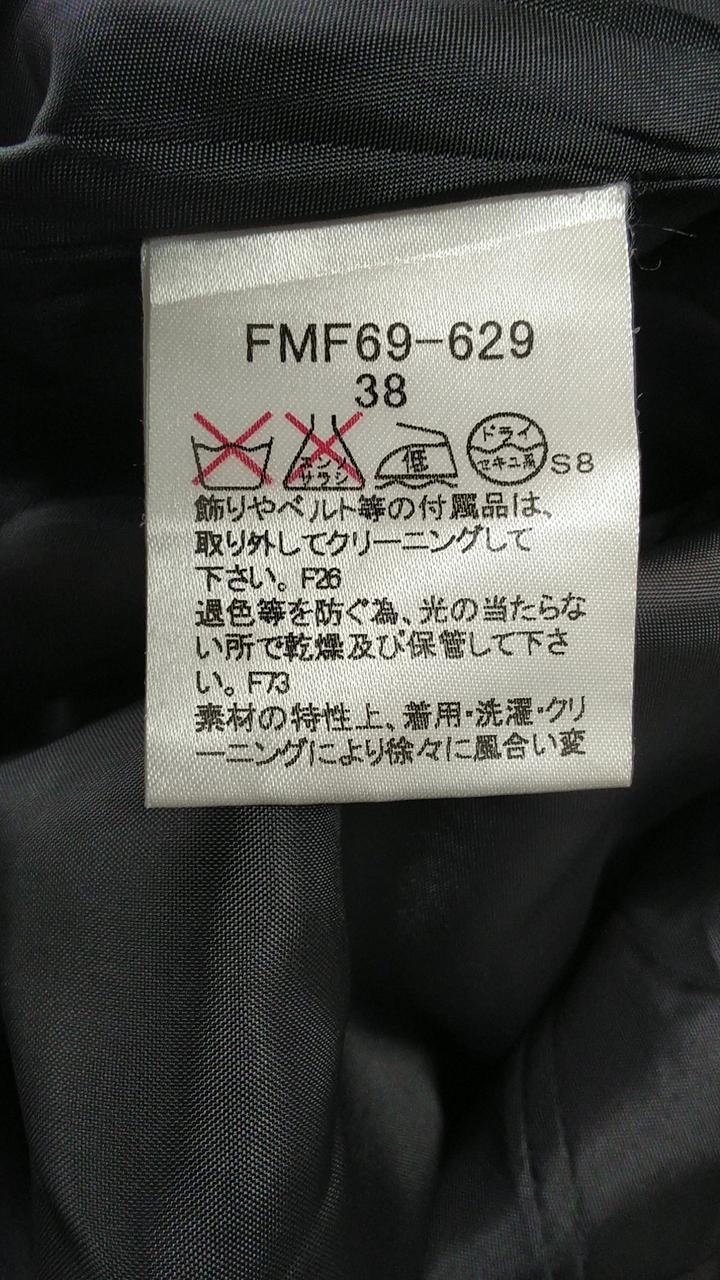 FMF69-629
38
エンソ
サラシ
低
ドライ
セキユ系
S8
飾りやベルト等の付属品は、
取り外してクリーニングして
下さい。F26
退色等を防ぐ為、光の当たらな
い所で乾燥及び保管して下さ
い。F73
素材の特性上、着用・洗濯・クリ
ーニングにより徐々に風合い変